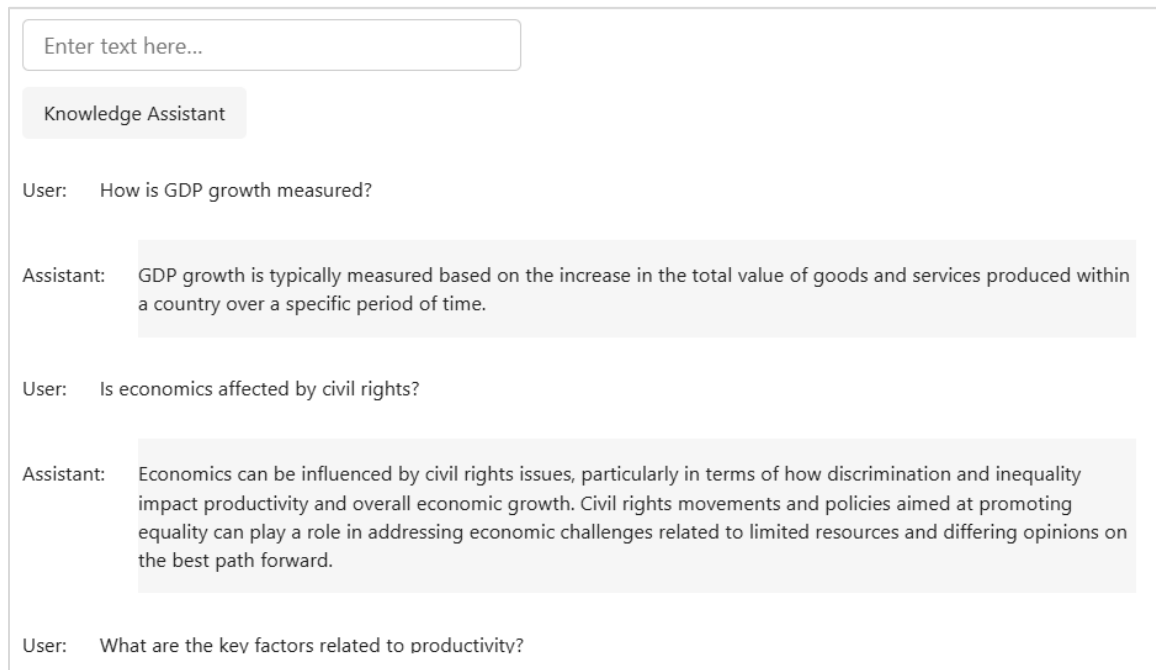 Enter text here...
Knowledge Assistant
User: How is GDP growth measured?
Assistant: GDP growth is typically measured based on the increase in the total value of goods and services produced within
a country over a specific period of time.
User: Is economics affected by civil rights?
Assistant: Economics can be influenced by civil rights issues, particularly in terms of how discrimination and inequality
impact productivity and overall economic growth. Civil rights movements and policies aimed at promoting
equality can play a role in addressing economic challenges related to limited resources and differing opinions on
the best path forward.
User: What are the key factors related to productivity?